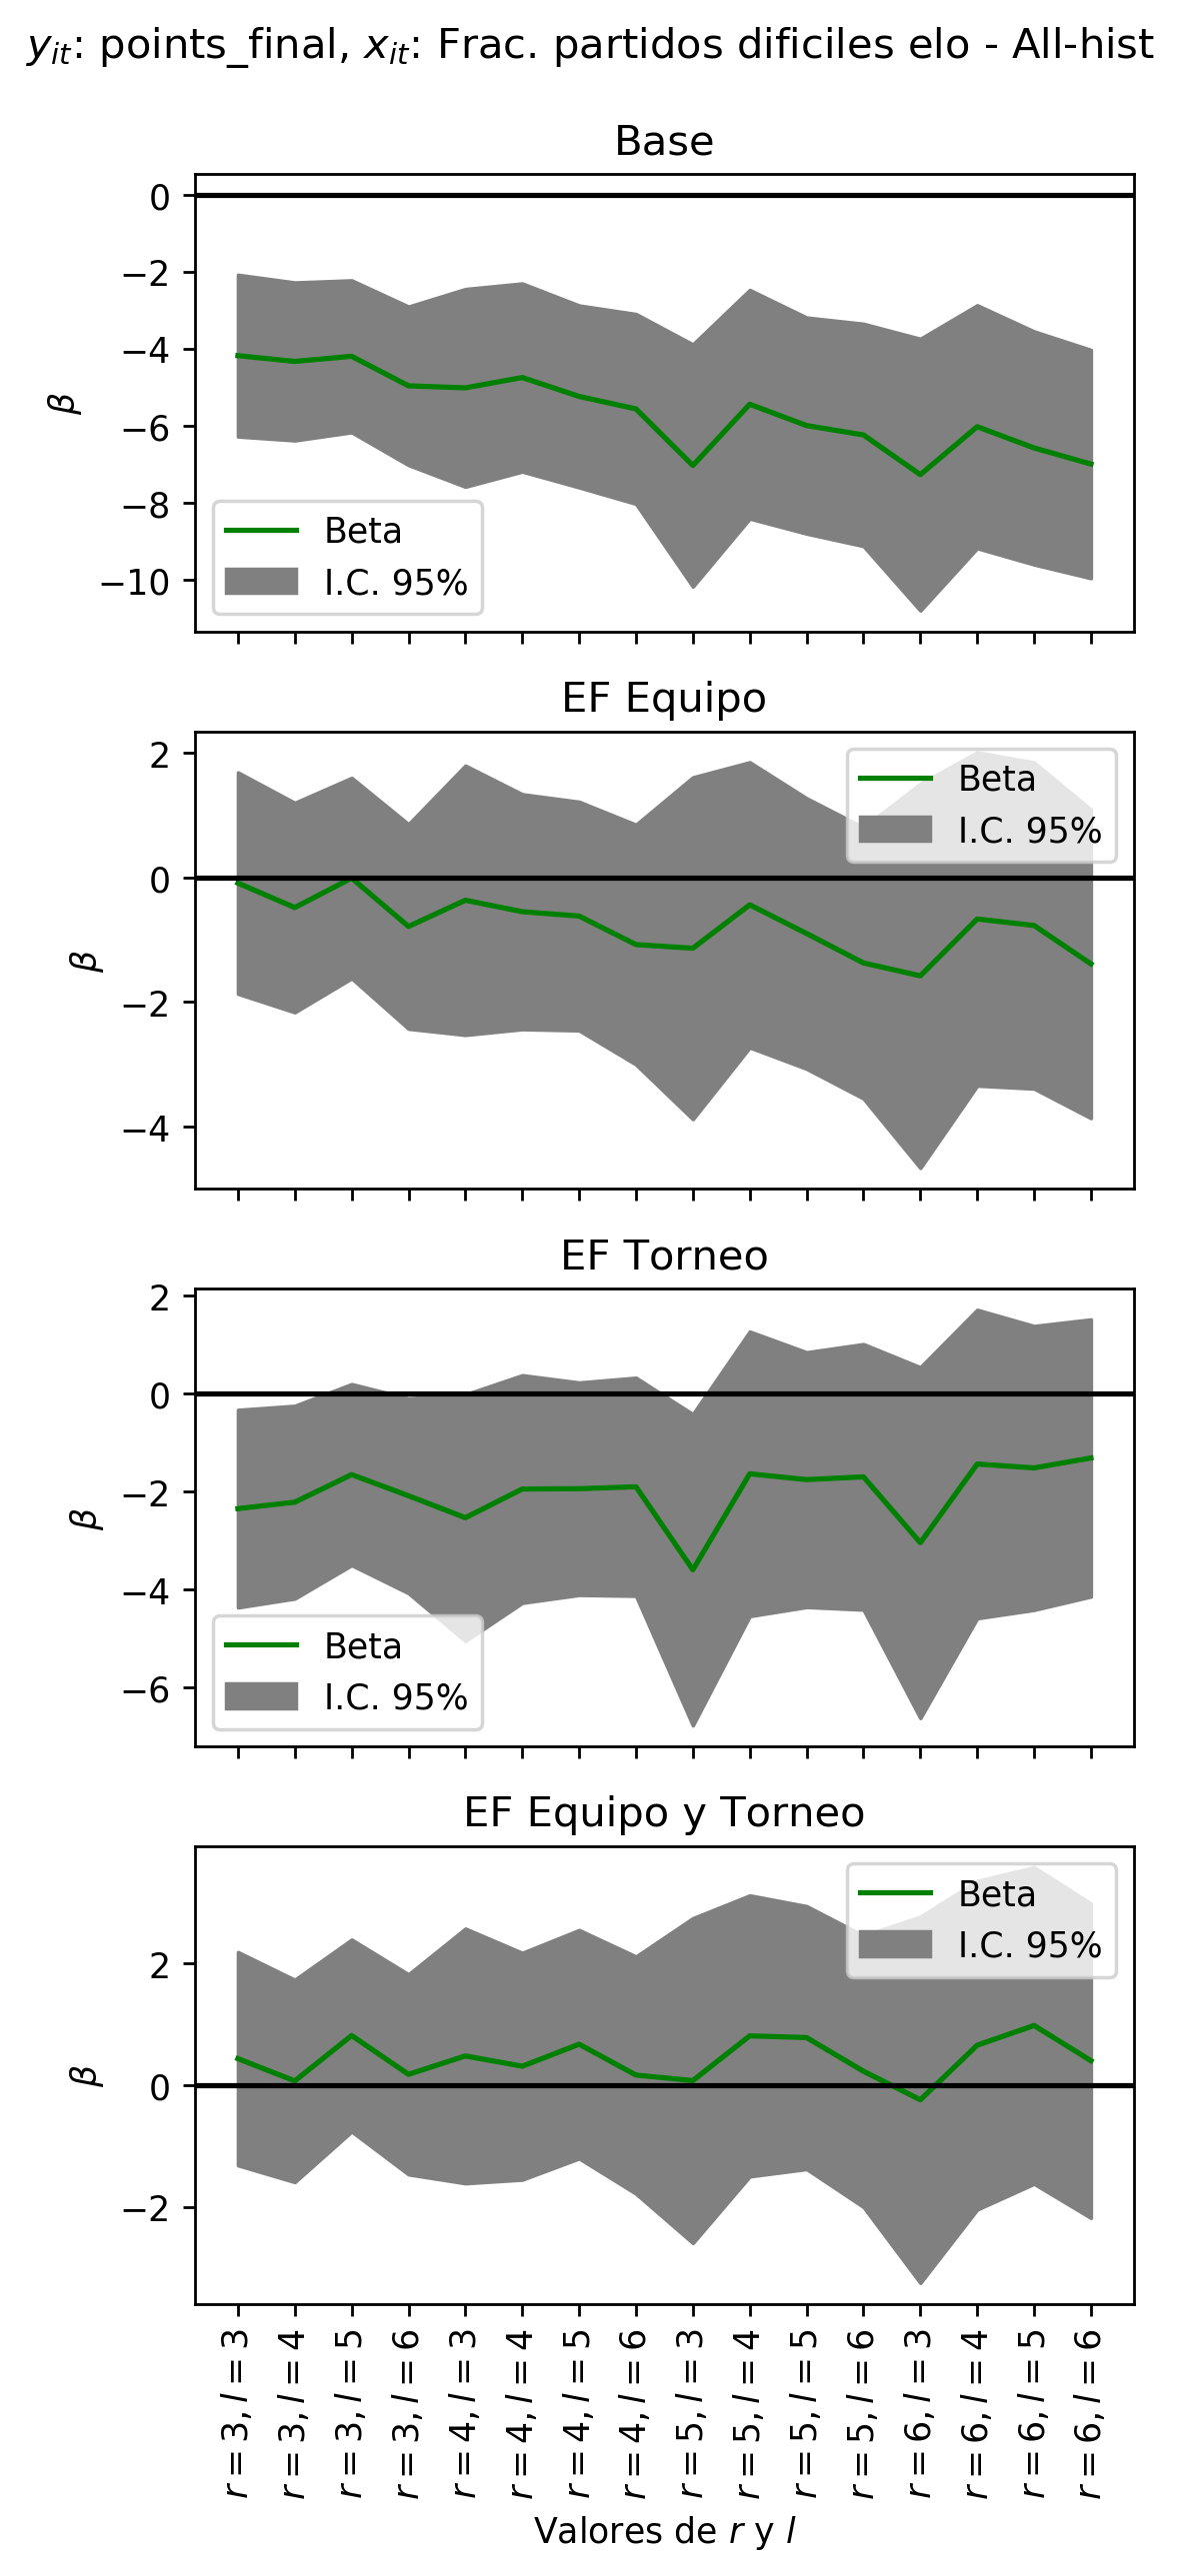 y_it: points_final, x_it: Frac. partidos dificiles elo - All-hist
Base
0
−2
−4
−6
−8
−10
β
Beta
I.C. 95%
EF Equipo
2
0
−2
−4
β
Beta
I.C. 95%
EF Torneo
2
0
−2
−4
−6
β
Beta
I.C. 95%
EF Equipo y Torneo
2
0
−2
β
Beta
I.C. 95%
r = 3, l = 3
r = 3, l = 4
r = 3, l = 5
r = 3, l = 6
r = 4, l = 3
r = 4, l = 4
r = 4, l = 5
r = 4, l = 6
r = 5, l = 3
r = 5, l = 4
r = 5, l = 5
r = 5, l = 6
r = 6, l = 3
r = 6, l = 4
r = 6, l = 5
r = 6, l = 6
Valores de r y l